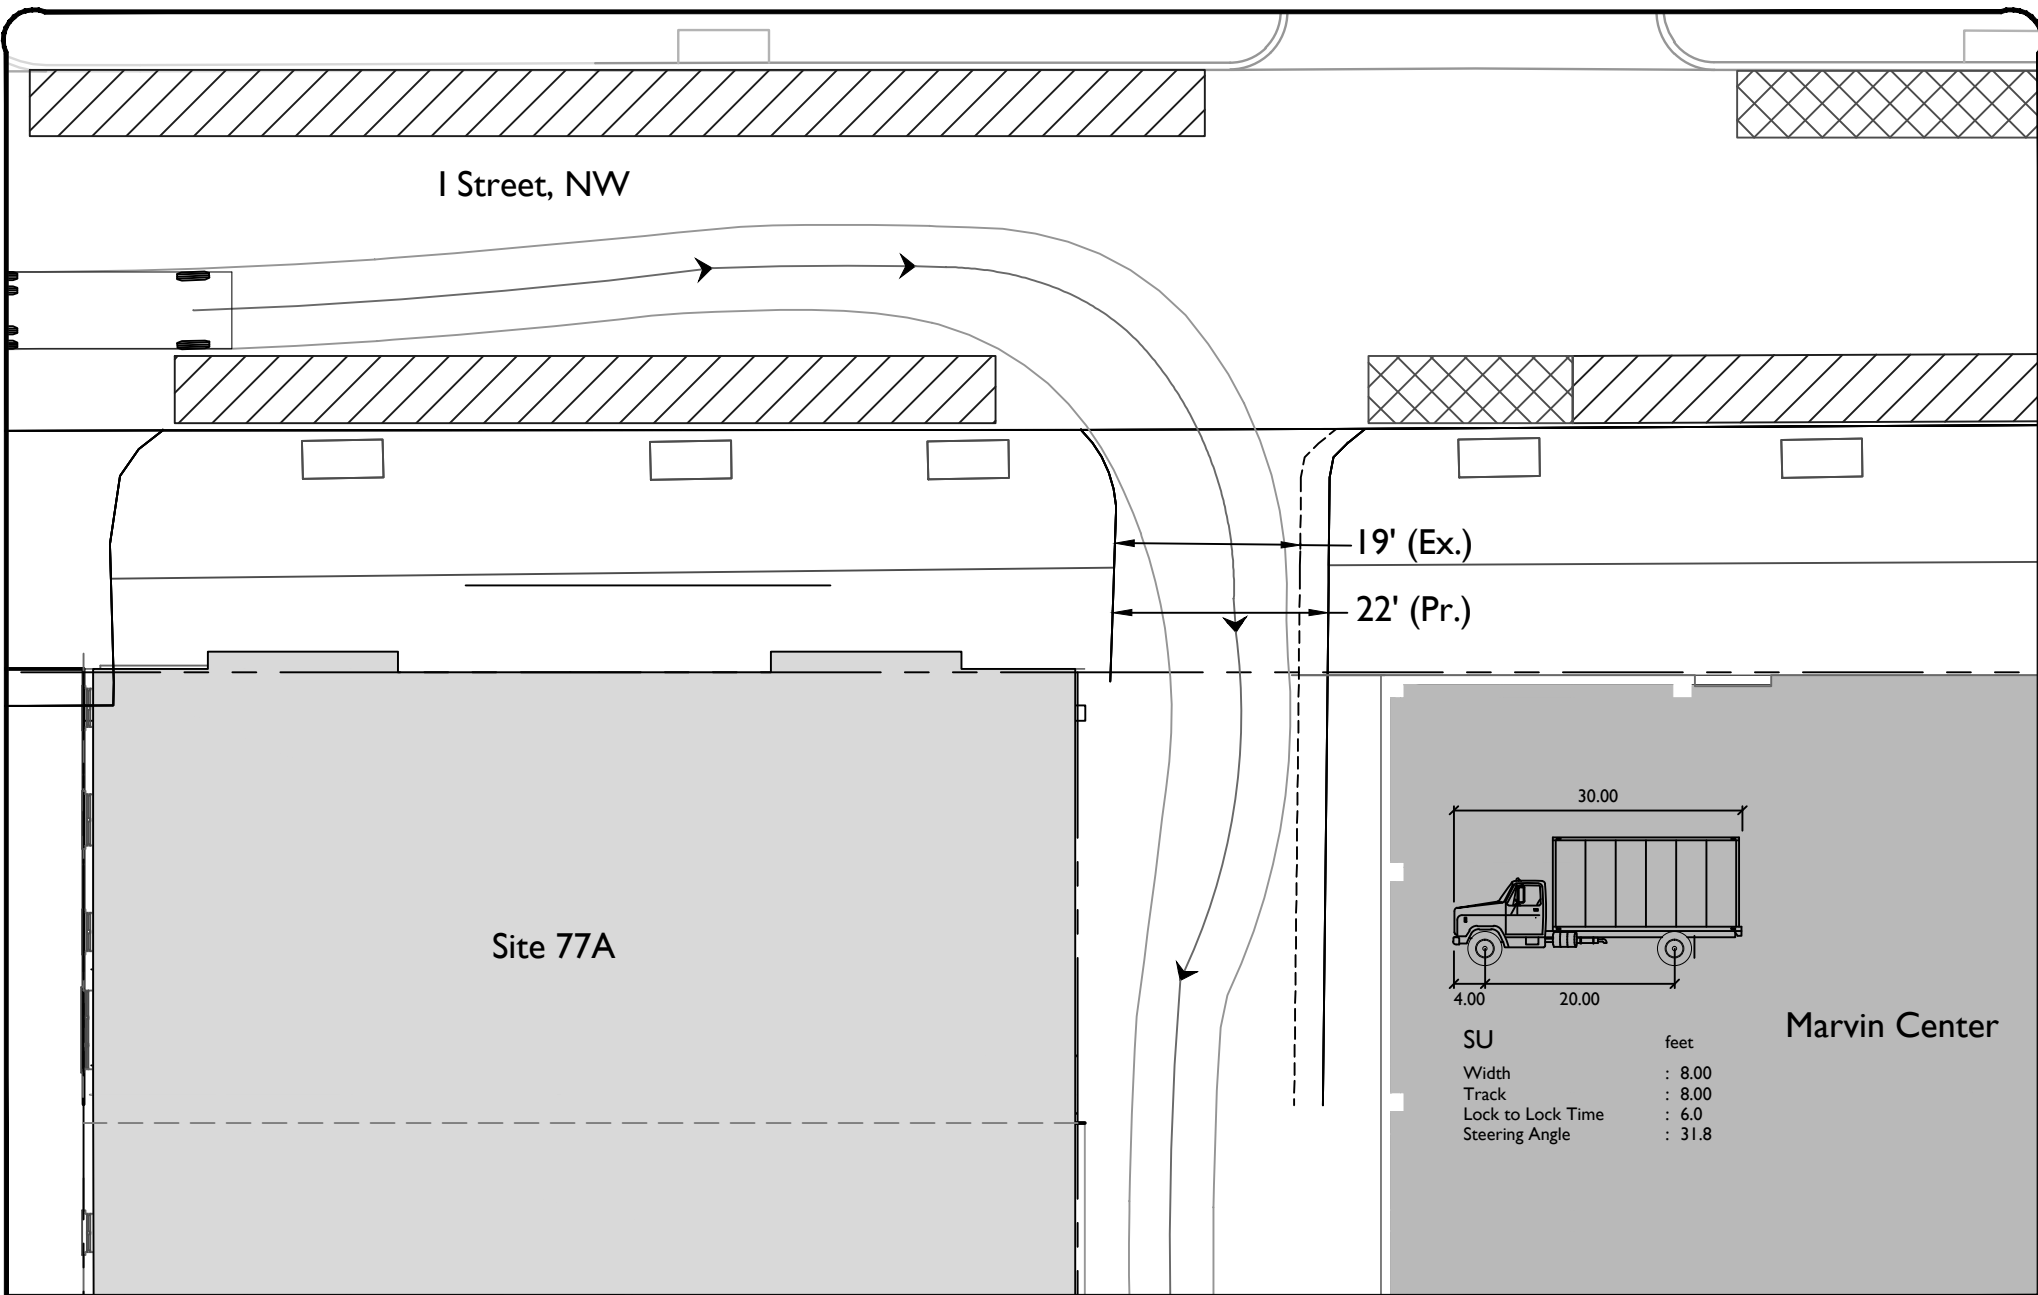 I Street, NW
19' (Ex.)
22' (Pr.)
30.00
4.00 20.00
Site 77A
Marvin Center
SU feet
Width : 8.00
Track : 8.00
Lock to Lock Time : 6.0
Steering Angle : 31.8